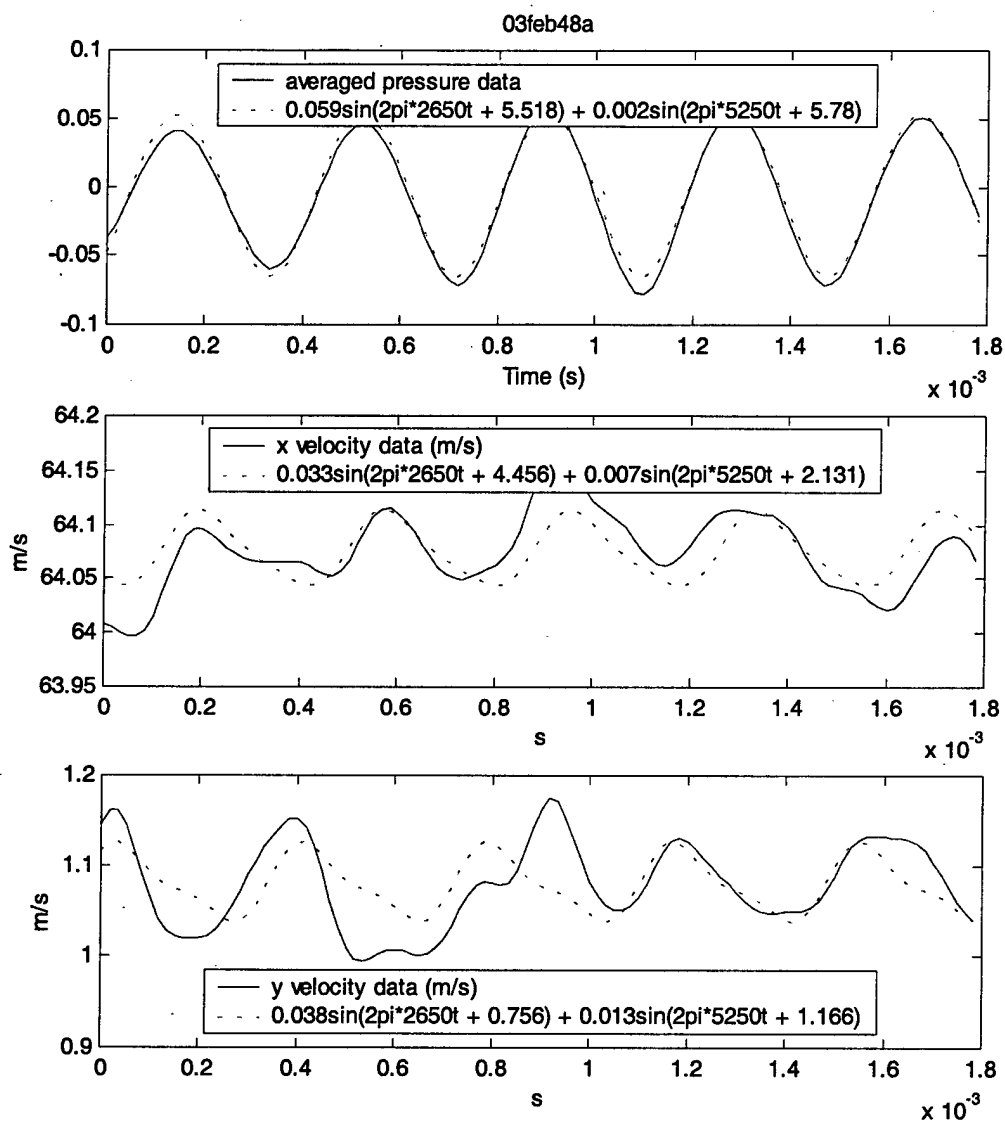 03feb48a
0.1
0.05
0
-0.05
-0.1
averaged pressure data
0.059sin(2pi*2650t + 5.518) + 0.002sin(2pi*5250t + 5.78)
0 0.2 0.4 0.6 0.8 1 1.2 1.4 1.6 1.8
Time (s)
x 10^-3
64.2
64.15
64.1
64.05
64
63.95
m/s
x velocity data (m/s)
0.033sin(2pi*2650t + 4.456) + 0.007sin(2pi*5250t + 2.131)
0 0.2 0.4 0.6 0.8 1 1.2 1.4 1.6 1.8
s
x 10^-3
1.2
1.1
1
0.9
m/s
y velocity data (m/s)
0.038sin(2pi*2650t + 0.756) + 0.013sin(2pi*5250t + 1.166)
0 0.2 0.4 0.6 0.8 1 1.2 1.4 1.6 1.8
s
x 10^-3